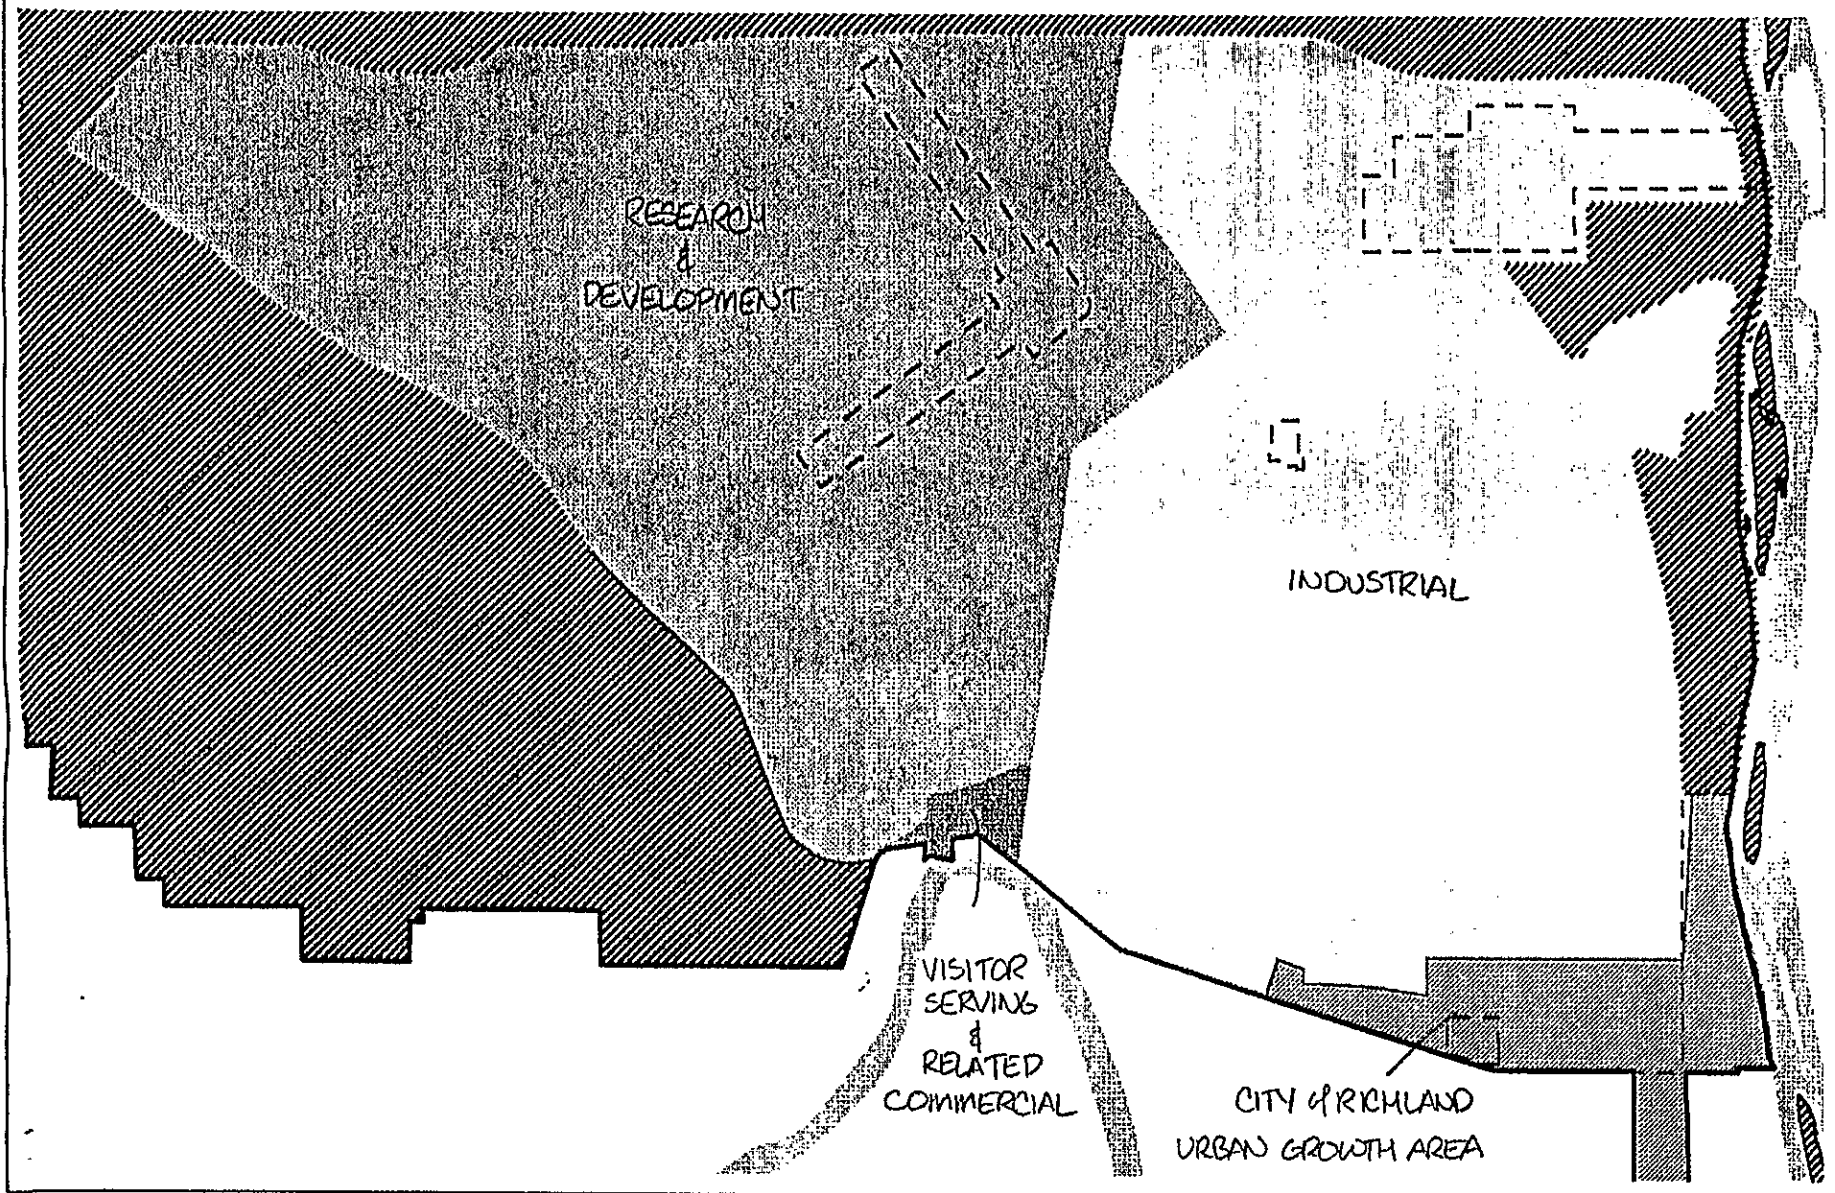 RESEARCH
&
DEVELOPMENT
INDUSTRIAL
VISITOR
SERVING
&
RELATED
COMMERCIAL
CITY of RICHLAND
URBAN GROWTH AREA